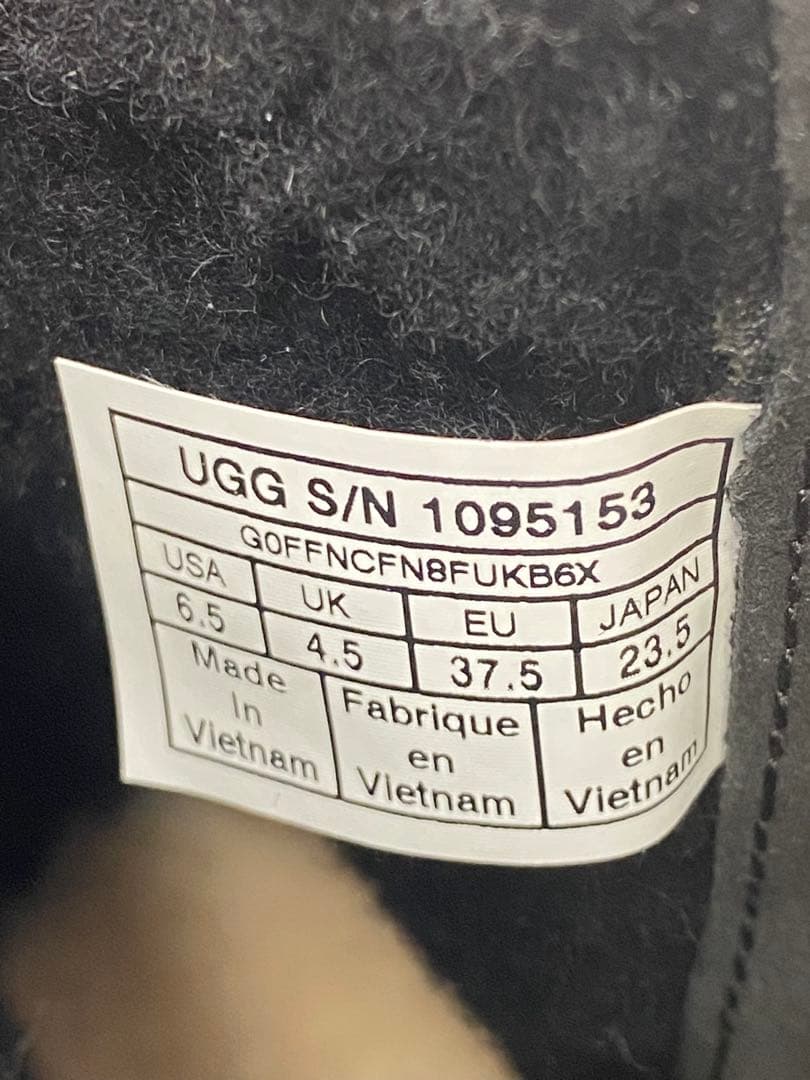 UGG S/N 1095153
G0FFNCFN8FUKB6X
USA UK EU JAPAN
6.5 4.5 37.5 23.5
Made
In
Vietnam
Fabrique
en
Vietnam
Hecho
en
Vietnam